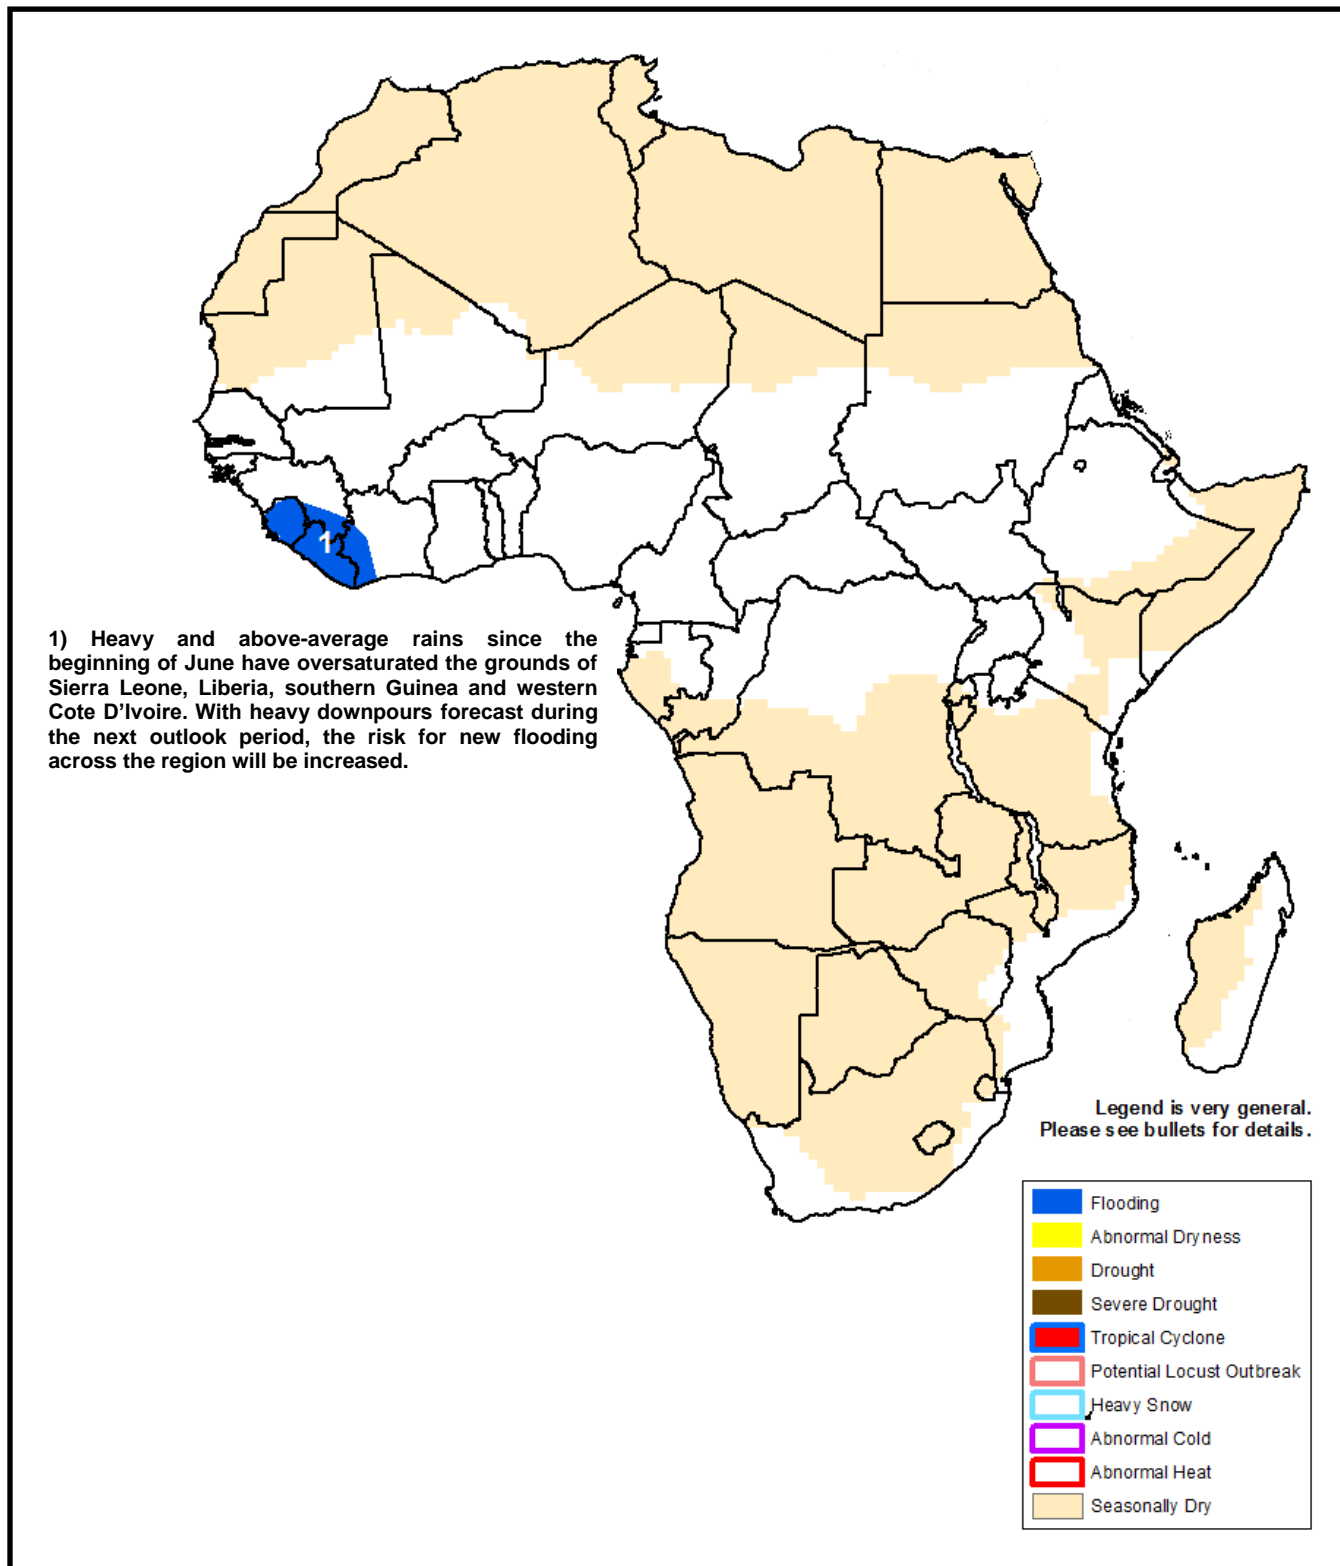 1
1) Heavy and above-average rains since the
beginning of June have oversaturated the grounds of
Sierra Leone, Liberia, southern Guinea and western
Cote D’Ivoire. With heavy downpours forecast during
the next outlook period, the risk for new flooding
across the region will be increased.
Legend is very general.
Please see bullets for details.
Flooding
Abnormal Dryness
Drought
Severe Drought
Tropical Cyclone
Potential Locust Outbreak
Heavy Snow
Abnormal Cold
Abnormal Heat
Seasonally Dry